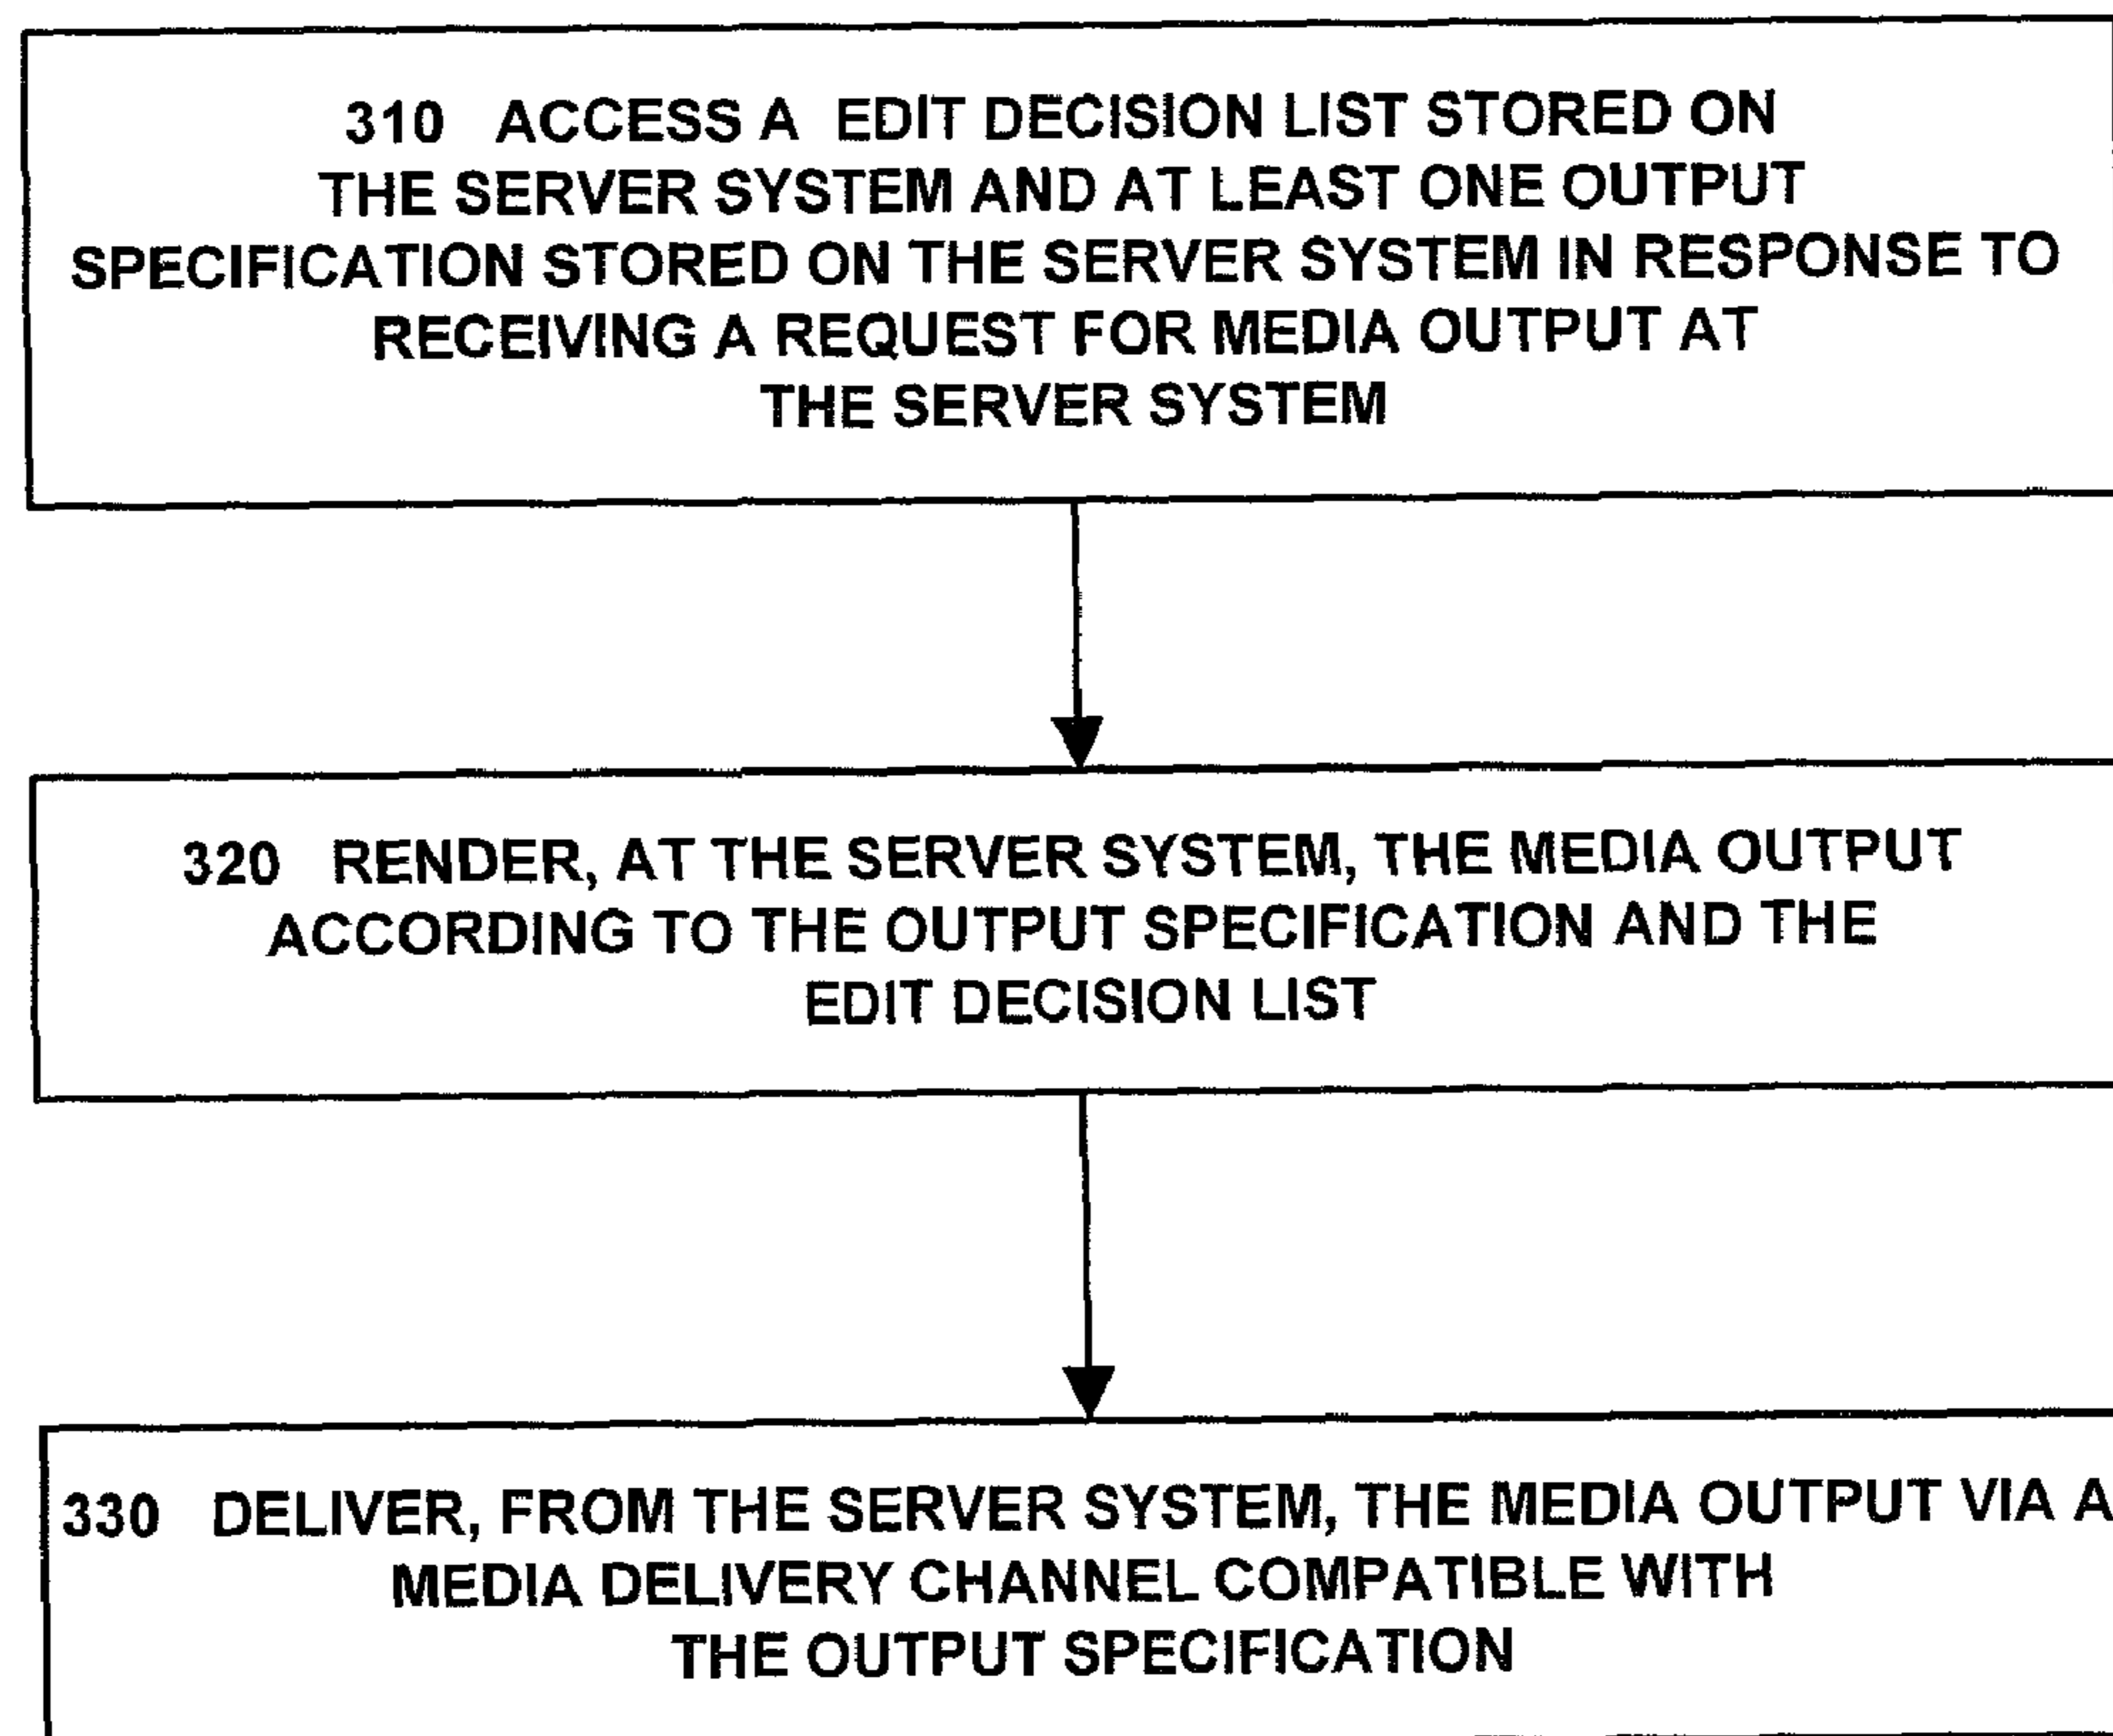 310 ACCESS A EDIT DECISION LIST STORED ON
THE SERVER SYSTEM AND AT LEAST ONE OUTPUT
SPECIFICATION STORED ON THE SERVER SYSTEM IN RESPONSE TO
RECEIVING A REQUEST FOR MEDIA OUTPUT AT
THE SERVER SYSTEM
320 RENDER, AT THE SERVER SYSTEM, THE MEDIA OUTPUT
ACCORDING TO THE OUTPUT SPECIFICATION AND THE
EDIT DECISION LIST
330 DELIVER, FROM THE SERVER SYSTEM, THE MEDIA OUTPUT VIA A
MEDIA DELIVERY CHANNEL COMPATIBLE WITH
THE OUTPUT SPECIFICATION